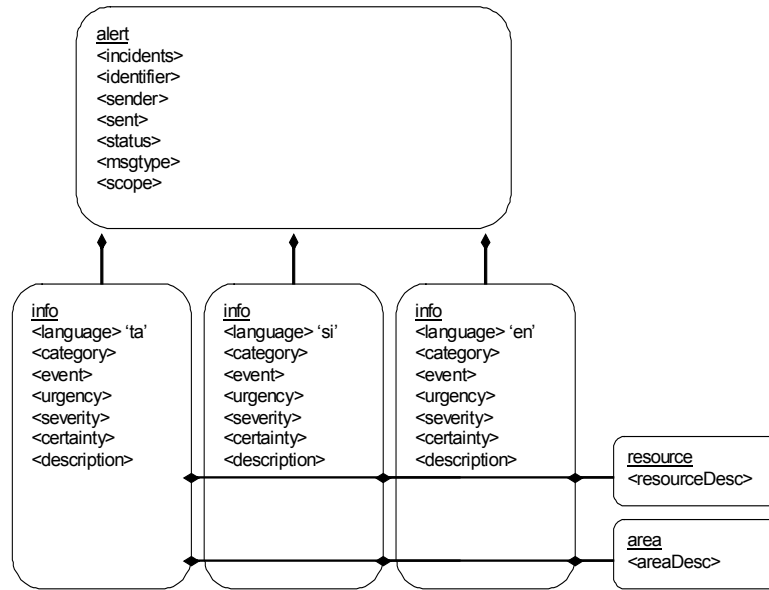 alert
<incidents>
<identifier>
<sender>
<sent>
<status>
<msgtype>
<scope>
info
<language> ‘ta’
<category>
<event>
<urgency>
<severity>
<certainty>
<description>
info
<language> ‘si’
<category>
<event>
<urgency>
<severity>
<certainty>
<description>
info
<language> ‘en’
<category>
<event>
<urgency>
<severity>
<certainty>
<description>
resource
<resourceDesc>
area
<areaDesc>